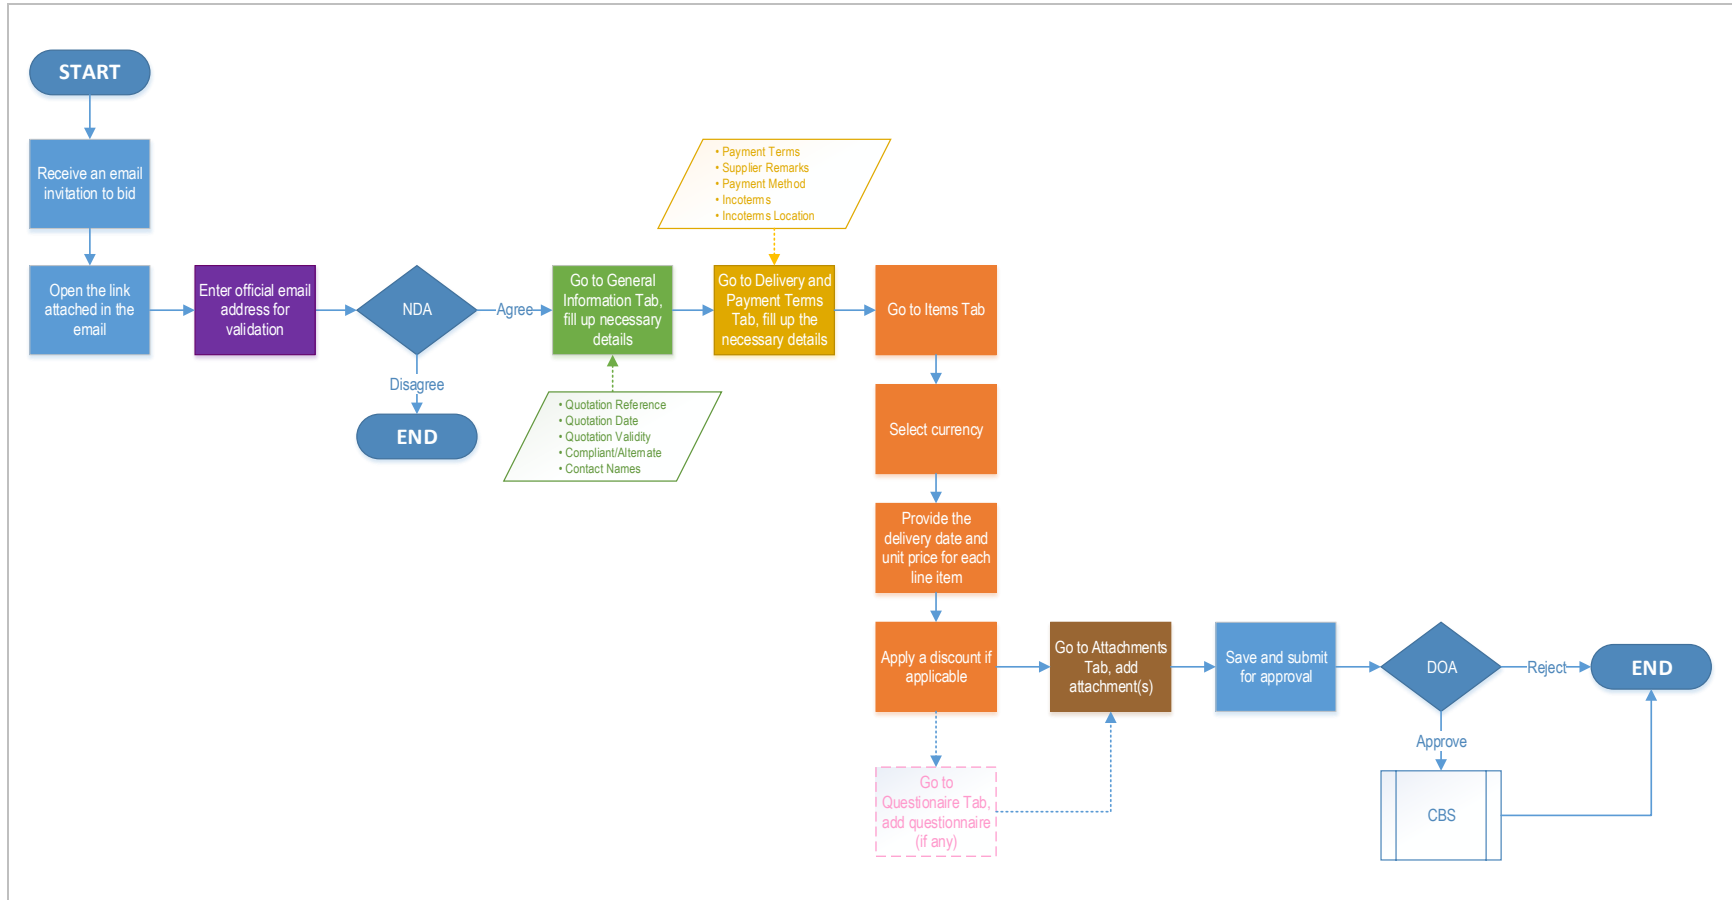 START
Receive an email
invitation to bid
Open the link
attached in the
email
Enter official email
address for
validation
NDA
Agree
Disagree
END
Go to General
Information Tab,
fill up necessary
details
• Quotation Reference
• Quotation Date
• Quotation Validity
• Compliant/Alternate
• Contact Names
• Payment Terms
• Supplier Remarks
• Payment Method
• Incoterms
• Incoterms Location
Go to Delivery and
Payment Terms
Tab, fill up the
necessary details
Go to Items Tab
Select currency
Provide the
delivery date and
unit price for each
line item
Apply a discount if
applicable
Go to
Questionaire Tab,
add questionnaire
(if any)
Go to Attachments
Tab, add
attachment(s)
Save and submit
for approval
DOA
Reject
END
Approve
CBS